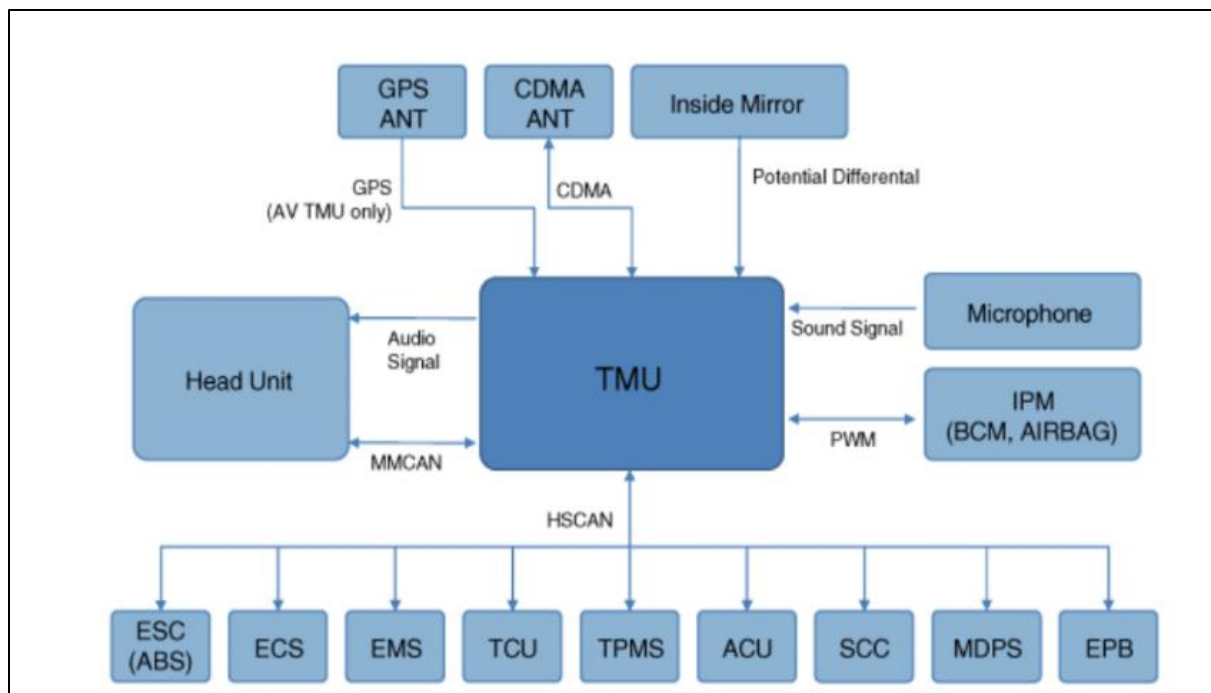 GPS
ANT
CDMA
ANT
Inside Mirror
GPS
(AV TMU only)
CDMA
Potential Differental
Head Unit
Audio
Signal
MMCAN
TMU
Sound Signal
Microphone
PWM
IPM
(BCM, AIRBAG)
HSCAN
ESC
(ABS)
ECS
EMS
TCU
TPMS
ACU
SCC
MDPS
EPB